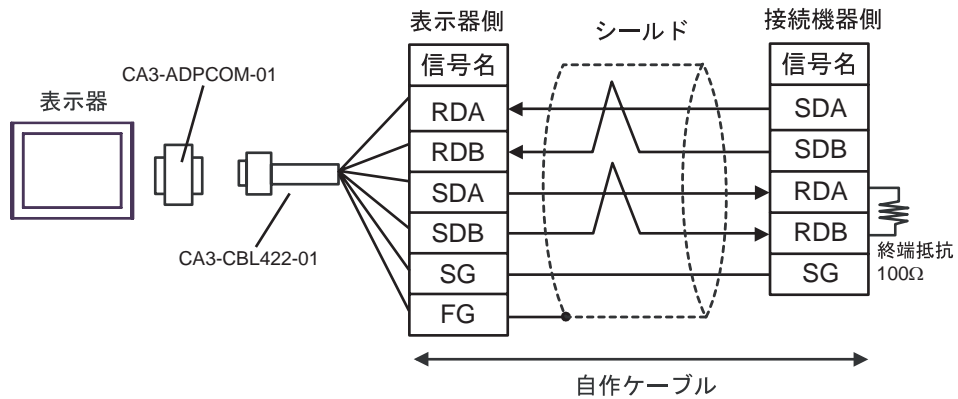 表示器側
シールド
接続機器側
CA3-ADPCOM-01
信号名
信号名
表示器
RDA
SDA
RDB
SDB
SDA
RDA
SDB
RDB
CA3-CBL422-01
終端抵抗
100Ω
SG
SG
FG
自作ケーブル